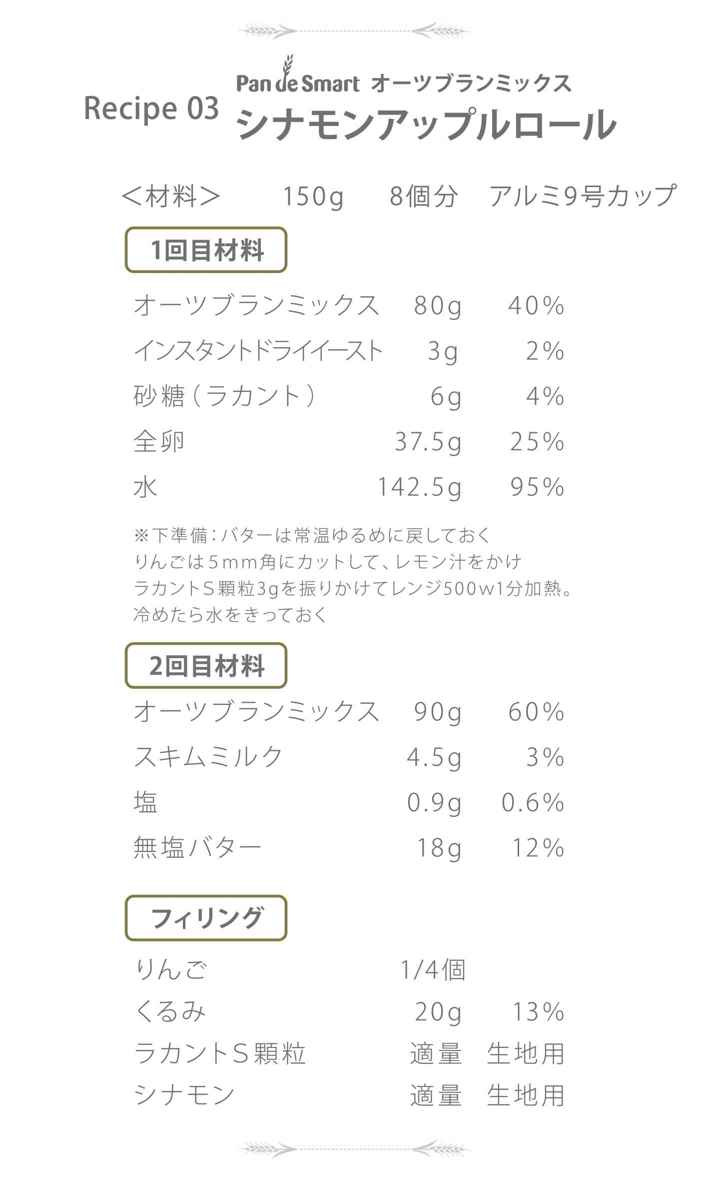 Pan de Smart オーツブランミックス
Recipe 03 シナモンアップルロール
＜材料＞ 150g 8個分 アルミ9号カップ
1回目材料
オーツブランミックス 80g 40%
インスタントドライイースト 3g 2%
砂糖（ラカント） 6g 4%
全卵 37.5g 25%
水 142.5g 95%
※下準備：バターは常温ゆるめに戻しておく
りんごは５mm角にカットして、レモン汁をかけ
ラカントＳ顆粒3gを振りかけてレンジ500w1分加熱。
冷めたら水をきっておく
2回目材料
オーツブランミックス 90g 60%
スキムミルク 4.5g 3%
塩 0.9g 0.6%
無塩バター 18g 12%
フィリング
りんご 1/4個
くるみ 20g 13%
ラカントＳ顆粒 適量 生地用
シナモン 適量 生地用